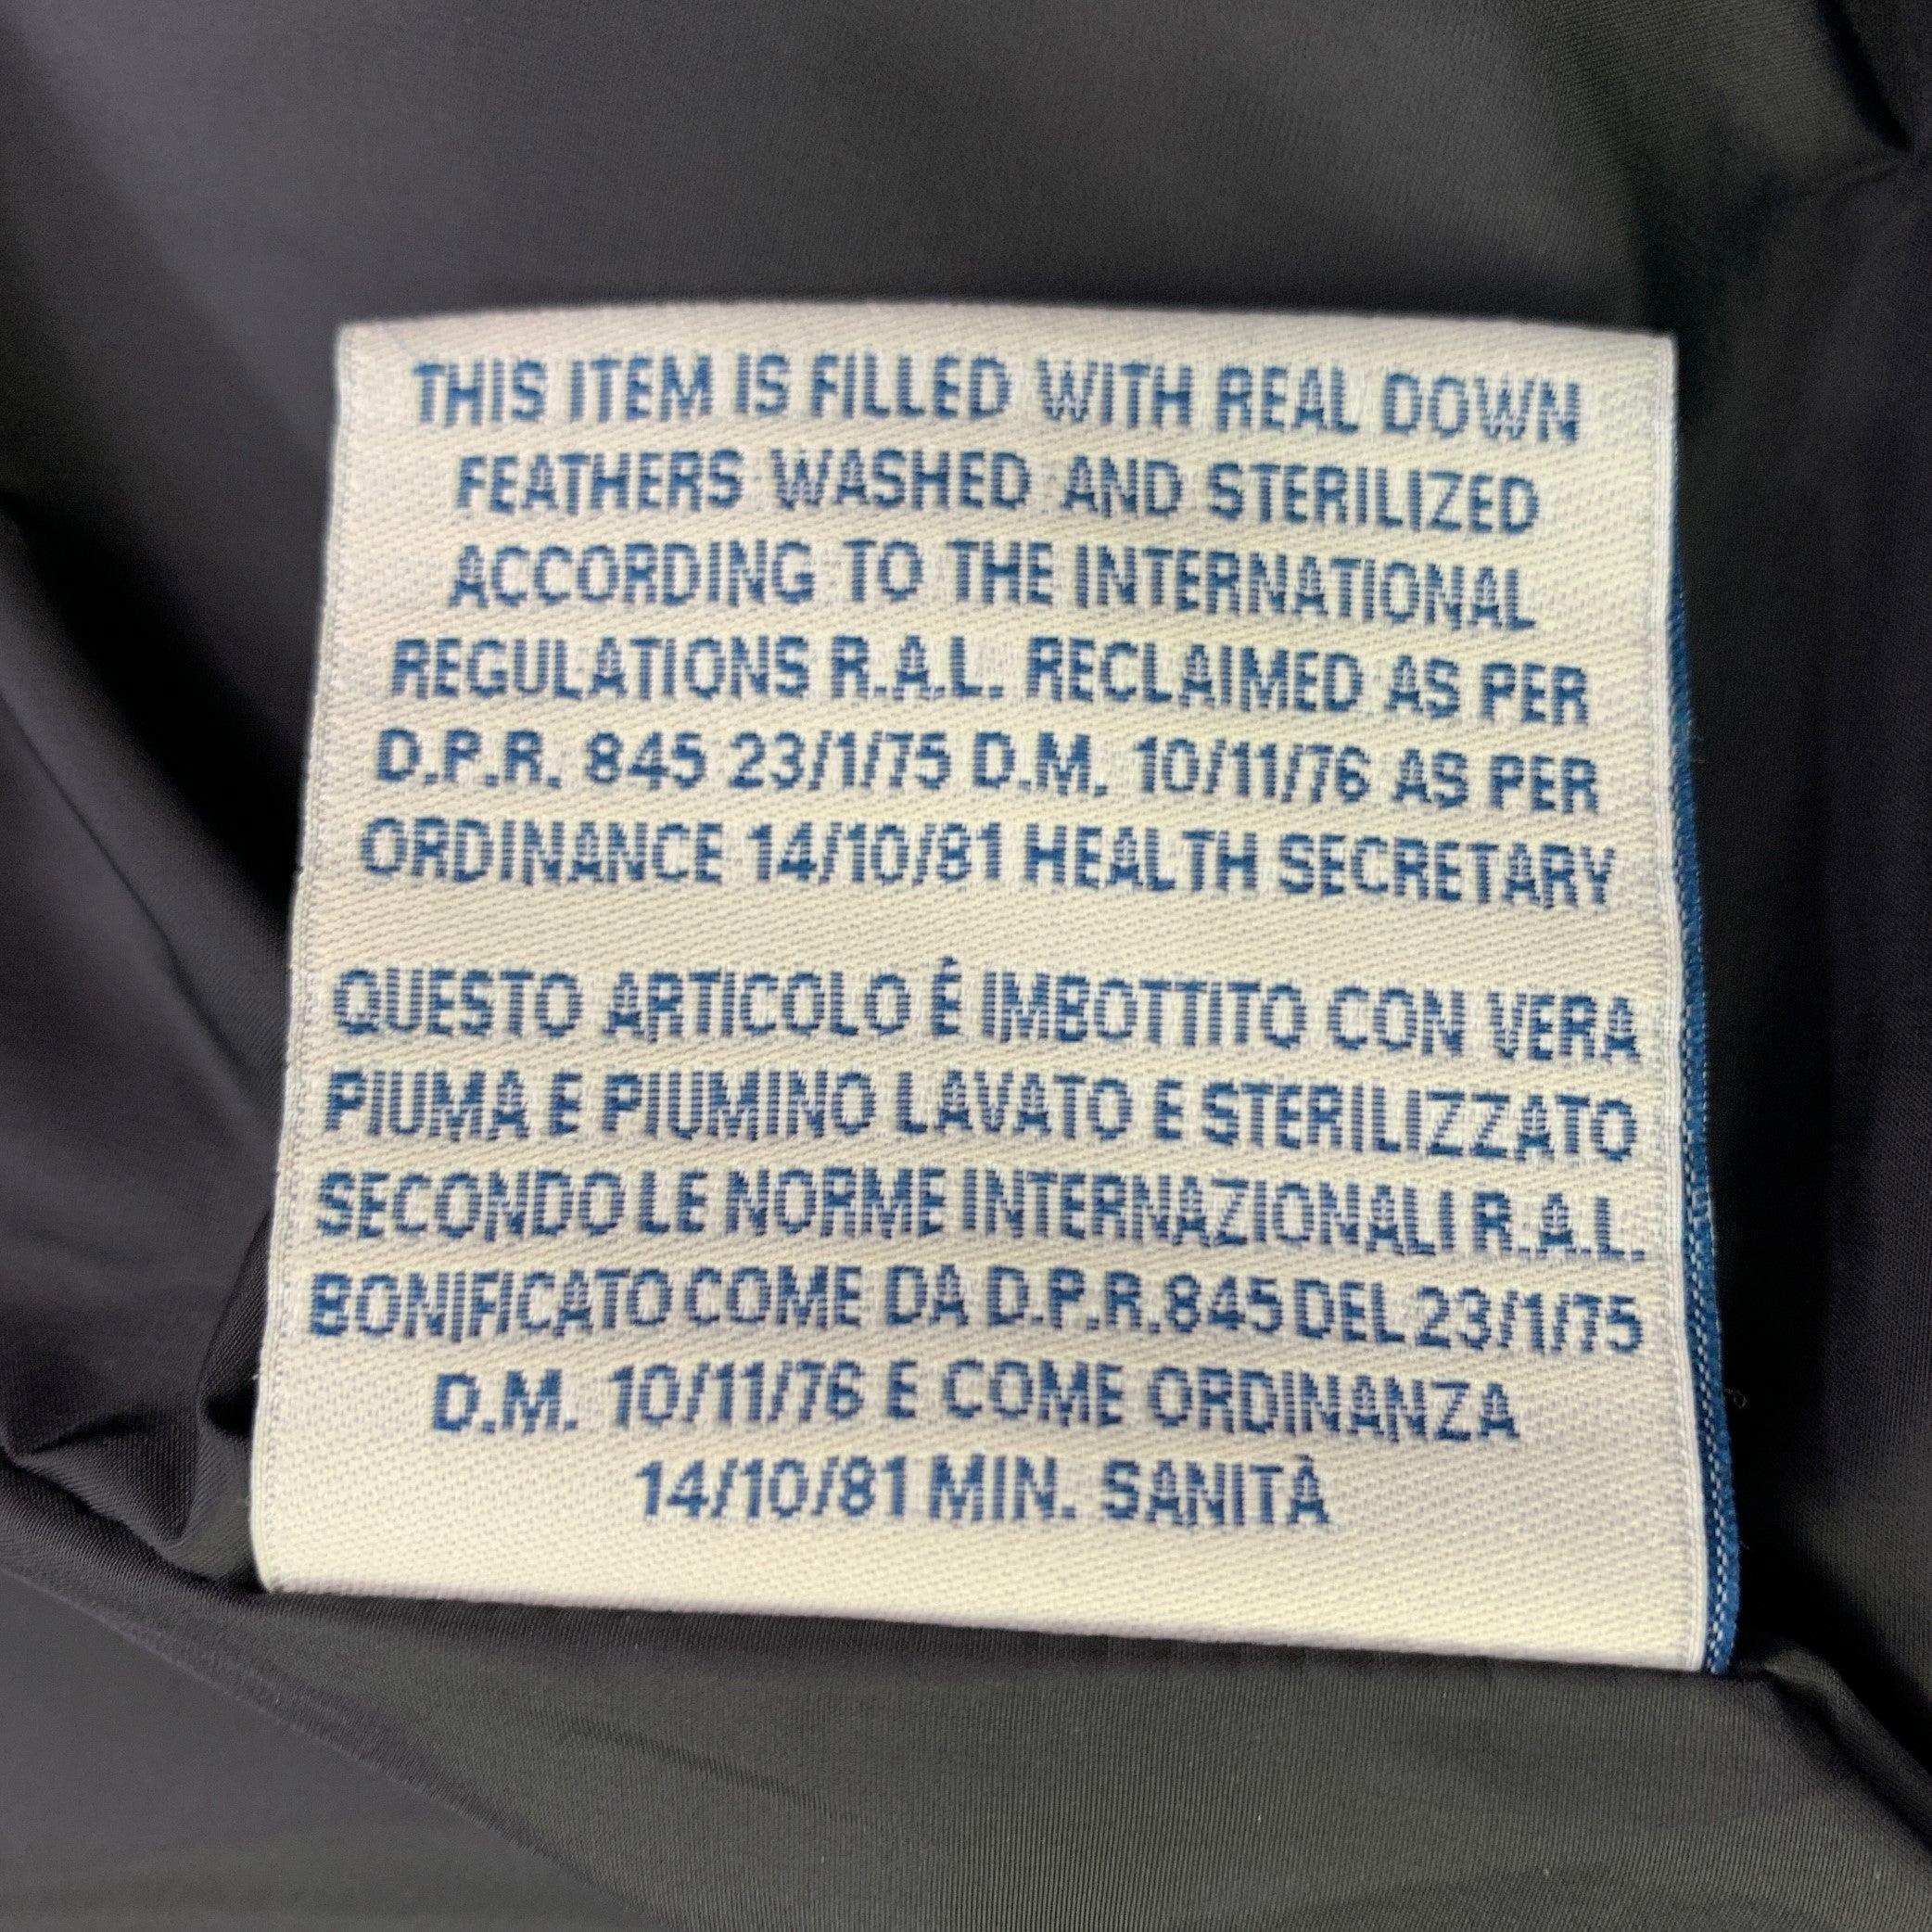 THIS ITEM IS FILLED WITH REAL DOWN
FEATHERS WASHED AND STERILIZED
ACCORDING TO THE INTERNATIONAL
REGULATIONS R.A.L. RECLAIMED AS PER
D.P.R. 845 23/1/75 D.M. 10/11/76 AS PER
ORDINANCE 14/10/81 HEALTH SECRETARY
QUESTO ARTICOLO É IMBOTTITO CON VERA
PIUMA E PIUMINO LAVATO E STERILIZZATO
SECONDO LE NORME INTERNAZIONALI R.A.L.
BONIFICATO COME DA D.P.R. 845 DEL 23/1/75
D.M. 10/11/76 E COME ORDINANZA
14/10/81 MIN. SANITÀ